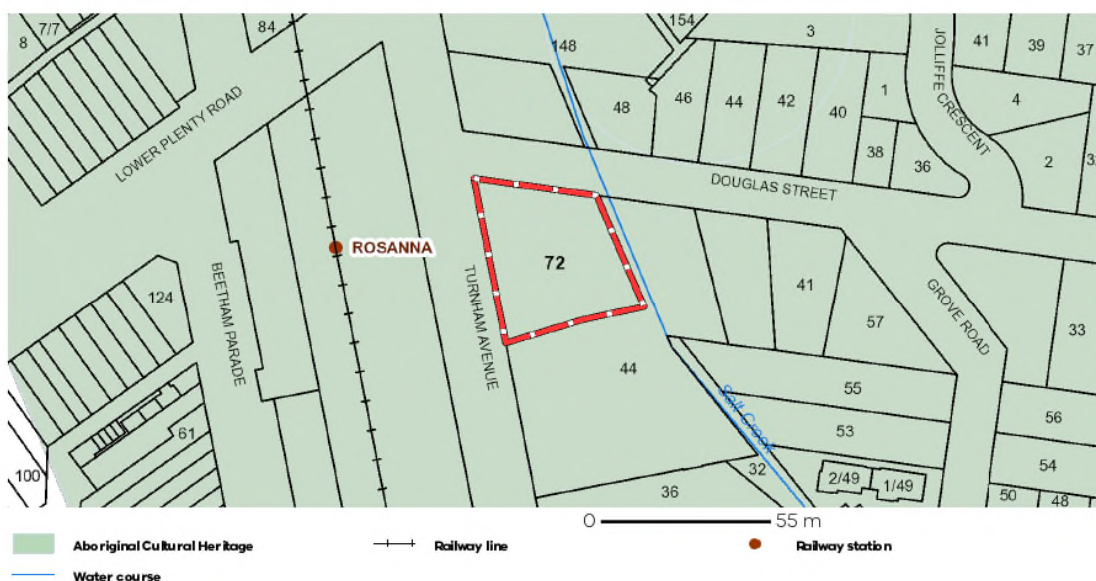 154
84
7/7
8
3
148
41
39
37
JOLLIFFE CRESCENT
LOWER PLENTY ROAD
48
46
44
42
40
1
4
38
36
2
DOUGLAS STREET
ROSANNA
72
TURNHAM AVENUE
BEETHAM PARADE
124
41
57
GROVE ROAD
33
44
55
Salt Creek
53
56
61
54
100
32
2/49
1/49
36
50
48
0
55 m
Aboriginal Cultural Heritage
Railway line
Railway station
Water course